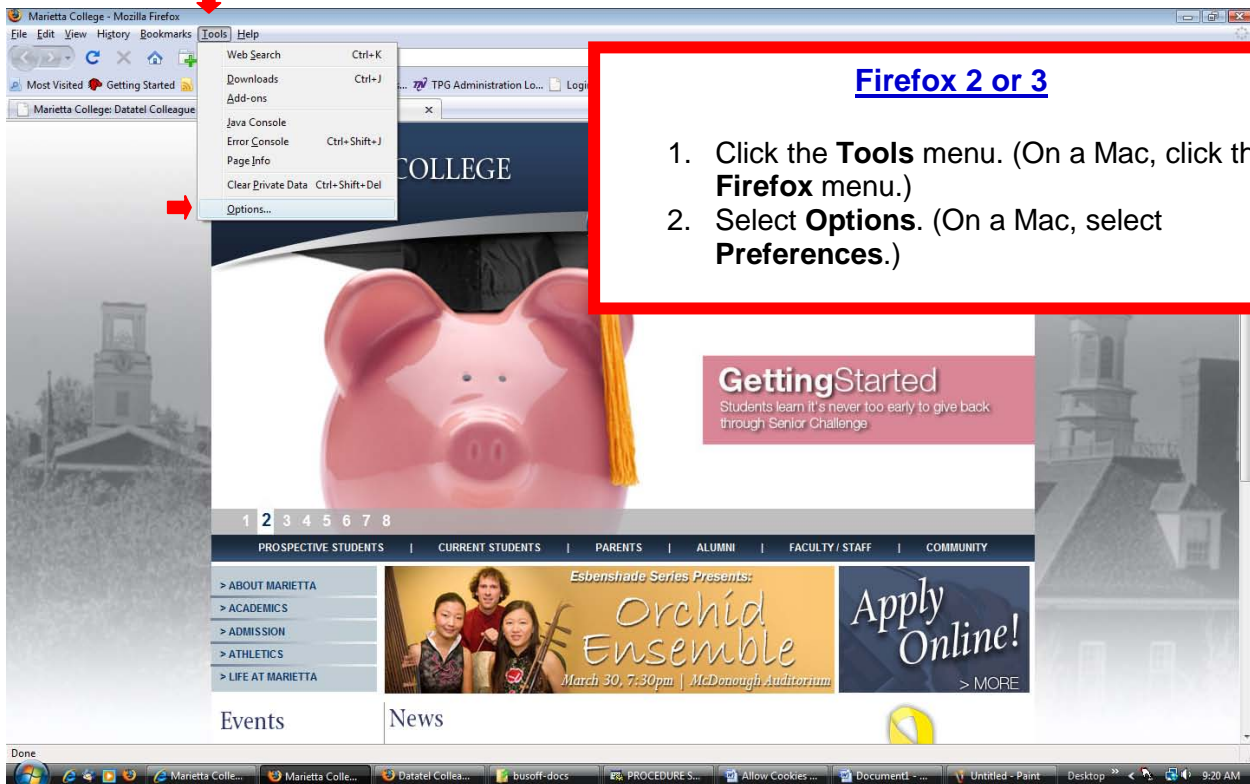 Marietta College - Mozilla Firefox
File Edit View History Bookmarks Tools Help
Web Search Ctrl+K
Downloads Ctrl+J
Add-ons
Java Console
Error Console Ctrl+Shift+J
Page Info
Clear Private Data Ctrl+Shift+Del
Options...
Most Visited Getting Started
TPG Administration Lo...
Marietta College: Datatel Colleague
COLLEGE
Firefox 2 or 3
1. Click the Tools menu. (On a Mac, click th
Firefox menu.)
2. Select Options. (On a Mac, select
Preferences.)
GettingStarted
Students learn it's never too early to give back
through Senior Challenge
1 2 3 4 5 6 7 8
PROSPECTIVE STUDENTS | CURRENT STUDENTS | PARENTS | ALUMNI | FACULTY / STAFF | COMMUNITY
> ABOUT MARIETTA
> ACADEMICS
> ADMISSION
> ATHLETICS
> LIFE AT MARIETTA
Esbenshade Series Presents:
Orchid
Ensemble
March 30, 7:30pm | McDonough Auditorium
Apply
Online!
> MORE
Events
News
Done
Marietta Colle... Marietta Colle... Datatel Collea... busoff-docs PROCEDURE S... Allow Cookies ... Document1 - ... Untitled - Paint Desktop » < 9:20 AM